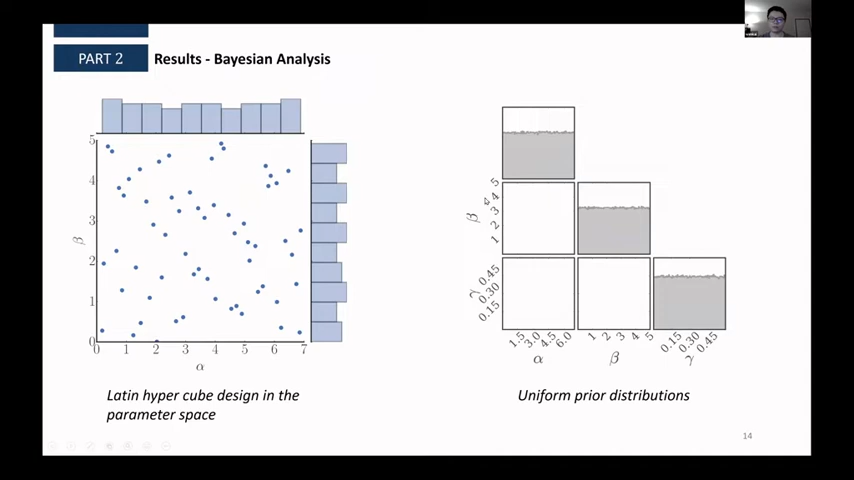 PART 2
Results - Bayesian Analysis
5
4
3
2
1
0
β
0 1 2 3 4 5 6 7
α
Latin hyper cube design in the
parameter space
β
5
4
3
2
1
γ
0.45
0.30
0.15
1.5 3.0 4.5 6.0
α
1 2 3 4 5
β
0.15 0.30 0.45
γ
Uniform prior distributions
14